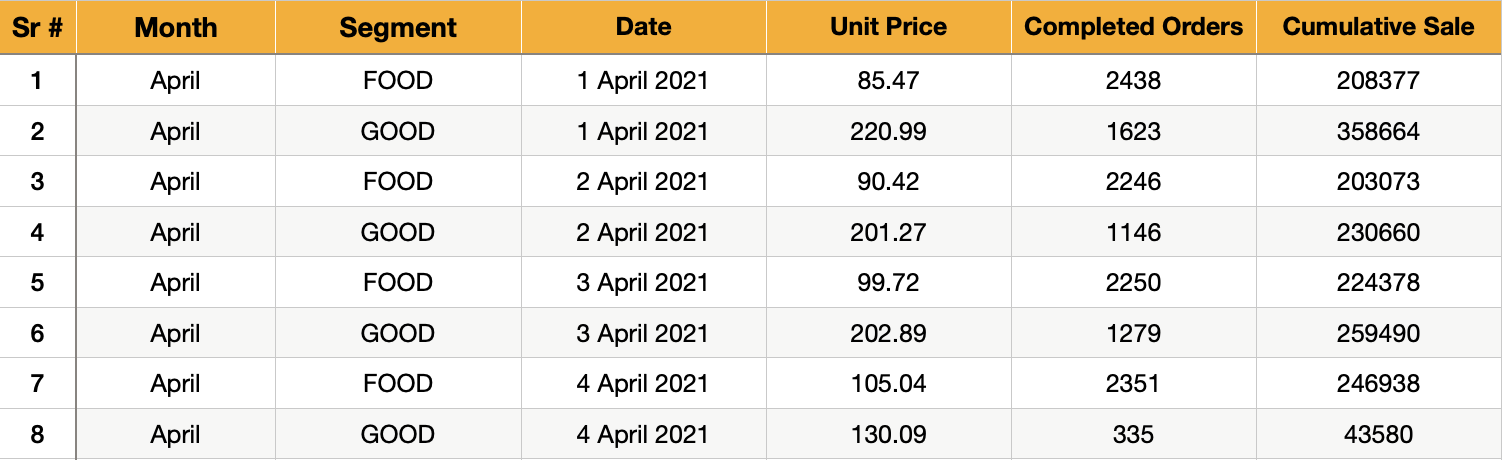 Sr # Month Segment Date Unit Price Completed Orders Cumulative Sale
1 April FOOD 1 April 2021 85.47 2438 208377
2 April GOOD 1 April 2021 220.99 1623 358664
3 April FOOD 2 April 2021 90.42 2246 203073
4 April GOOD 2 April 2021 201.27 1146 230660
5 April FOOD 3 April 2021 99.72 2250 224378
6 April GOOD 3 April 2021 202.89 1279 259490
7 April FOOD 4 April 2021 105.04 2351 246938
8 April GOOD 4 April 2021 130.09 335 43580